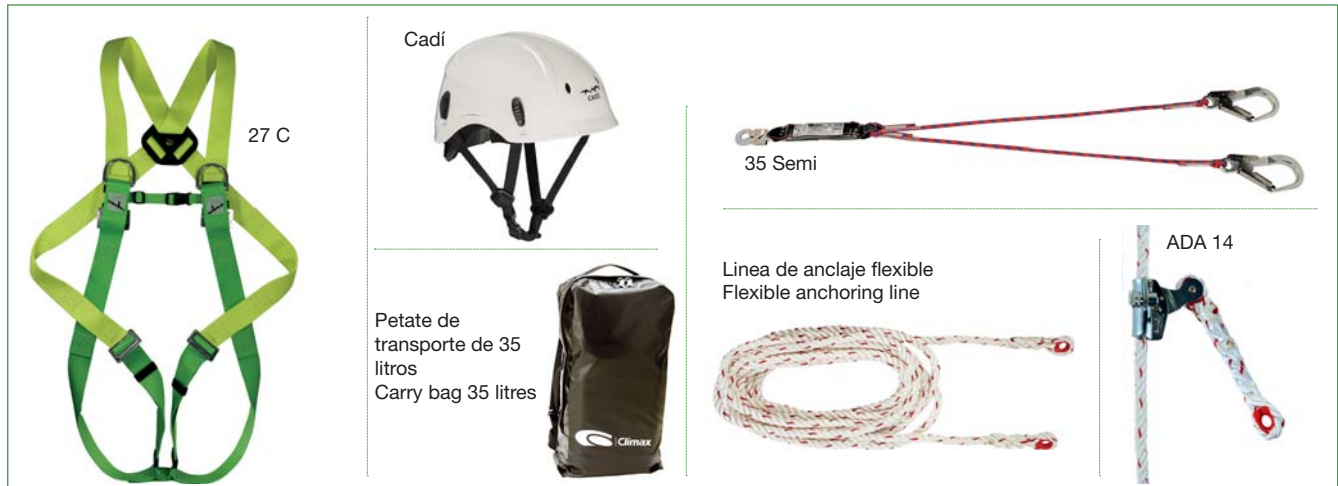 27 C
Cadí
CADÍ
35 Semi
Petate de
transporte de 35
litros
Carry bag 35 litres
Climax
Linea de anclaje flexible
Flexible anchoring line
ADA 14